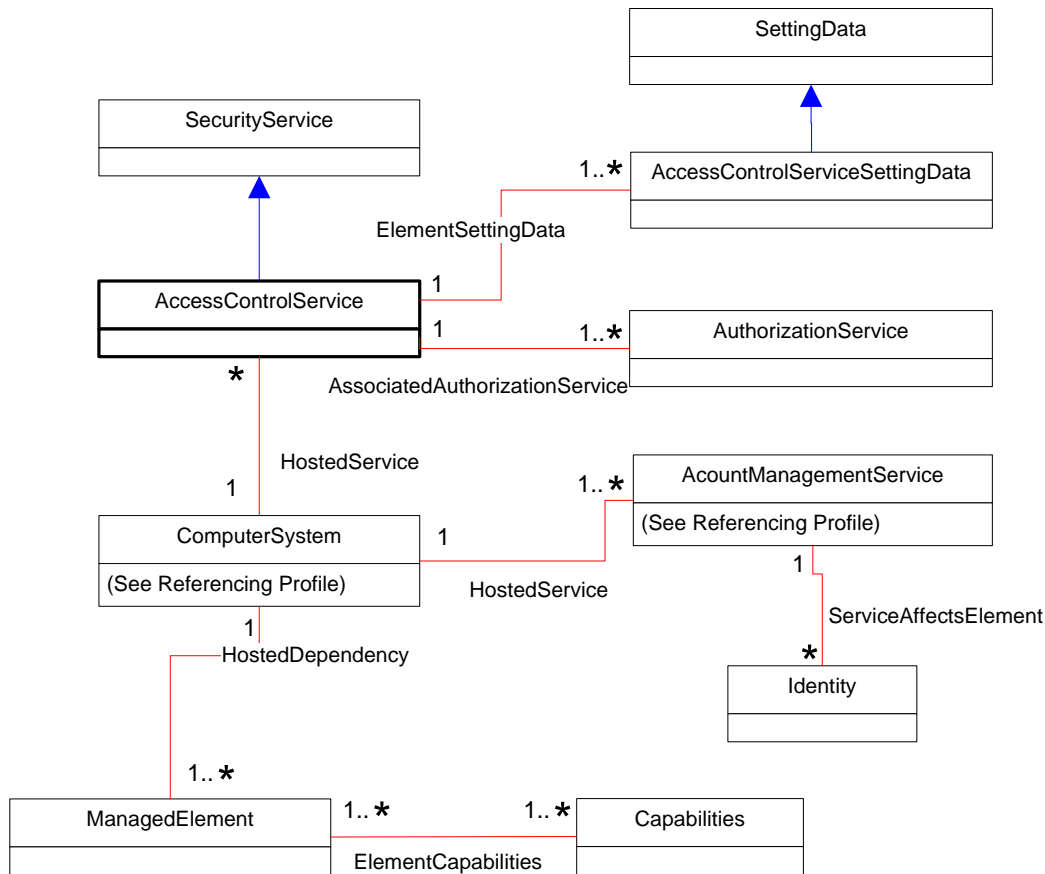 SettingData
SecurityService
1..*
AccessControlServiceSettingData
ElementSettingData
1
AccessControlService
1
1..*
AuthorizationService
*
AssociatedAuthorizationService
HostedService
1
1..*
AcountManagementService
(See Referencing Profile)
ComputerSystem
(See Referencing Profile)
1
HostedService
1
ServiceAffectsElement
*
Identity
1
HostedDependency
1..*
ManagedElement
1..*
1..*
Capabilities
ElementCapabilities